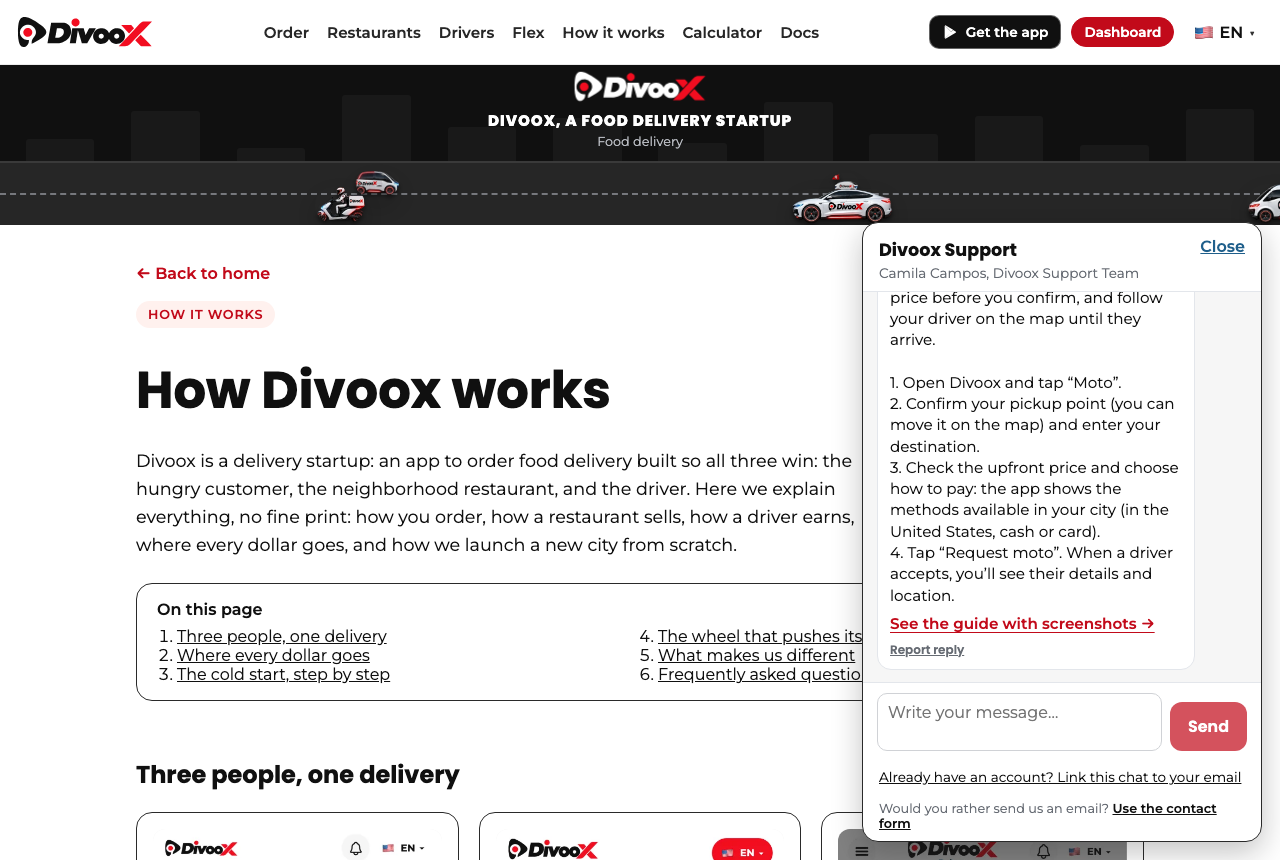 DivooX
Order
Restaurants
Drivers
Flex
How it works
Calculator
Docs
Get the app
Dashboard
EN
DivooX
DIVOOX, A FOOD DELIVERY STARTUP
Food delivery
DivooX
← Back to home
HOW IT WORKS
How Divoox works
Divoox is a delivery startup: an app to order food delivery built so all three win: the
hungry customer, the neighborhood restaurant, and the driver. Here we explain
everything, no fine print: how you order, how a restaurant sells, how a driver earns,
where every dollar goes, and how we launch a new city from scratch.
On this page
1. Three people, one delivery
2. Where every dollar goes
3. The cold start, step by step
4. The wheel that pushes its
5. What makes us different
6. Frequently asked questio
Three people, one delivery
DivooX
EN
DivooX
EN
DivooX
EN
Divoox Support
Close
Camila Campos, Divoox Support Team
price before you confirm, and follow
your driver on the map until they
arrive.
1. Open Divoox and tap “Moto”.
2. Confirm your pickup point (you can
move it on the map) and enter your
destination.
3. Check the upfront price and choose
how to pay: the app shows the
methods available in your city (in the
United States, cash or card).
4. Tap “Request moto”. When a driver
accepts, you’ll see their details and
location.
See the guide with screenshots →
Report reply
Write your message...
Send
Already have an account? Link this chat to your email
Would you rather send us an email? Use the contact
form